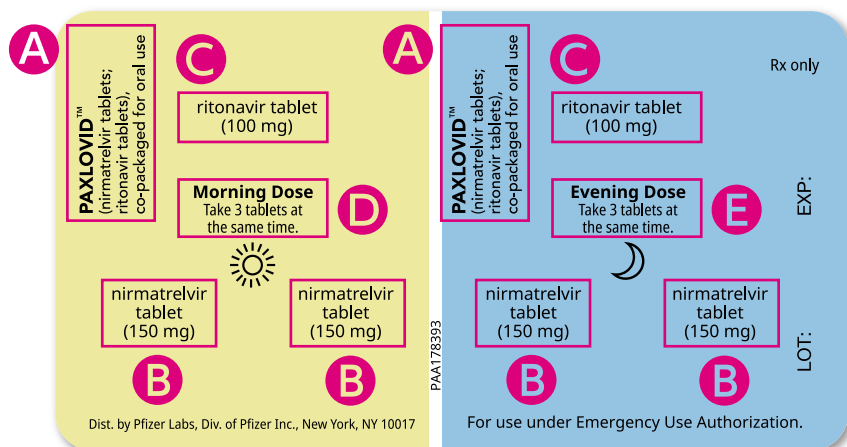 A
PAXLOVID™
(nirmatrelvir tablets;
ritonavir tablets),
co-packaged for oral use
C
ritonavir tablet
(100 mg)
Morning Dose
Take 3 tablets at
the same time.
D
nirmatrelvir
tablet
(150 mg)
B
nirmatrelvir
tablet
(150 mg)
B
Dist. by Pfizer Labs, Div. of Pfizer Inc., New York, NY 10017
PAA178393
A
PAXLOVID™
(nirmatrelvir tablets;
ritonavir tablets),
co-packaged for oral use
C
ritonavir tablet
(100 mg)
Rx only
Evening Dose
Take 3 tablets at
the same time.
E
EXP:
nirmatrelvir
tablet
(150 mg)
B
nirmatrelvir
tablet
(150 mg)
B
LOT:
For use under Emergency Use Authorization.